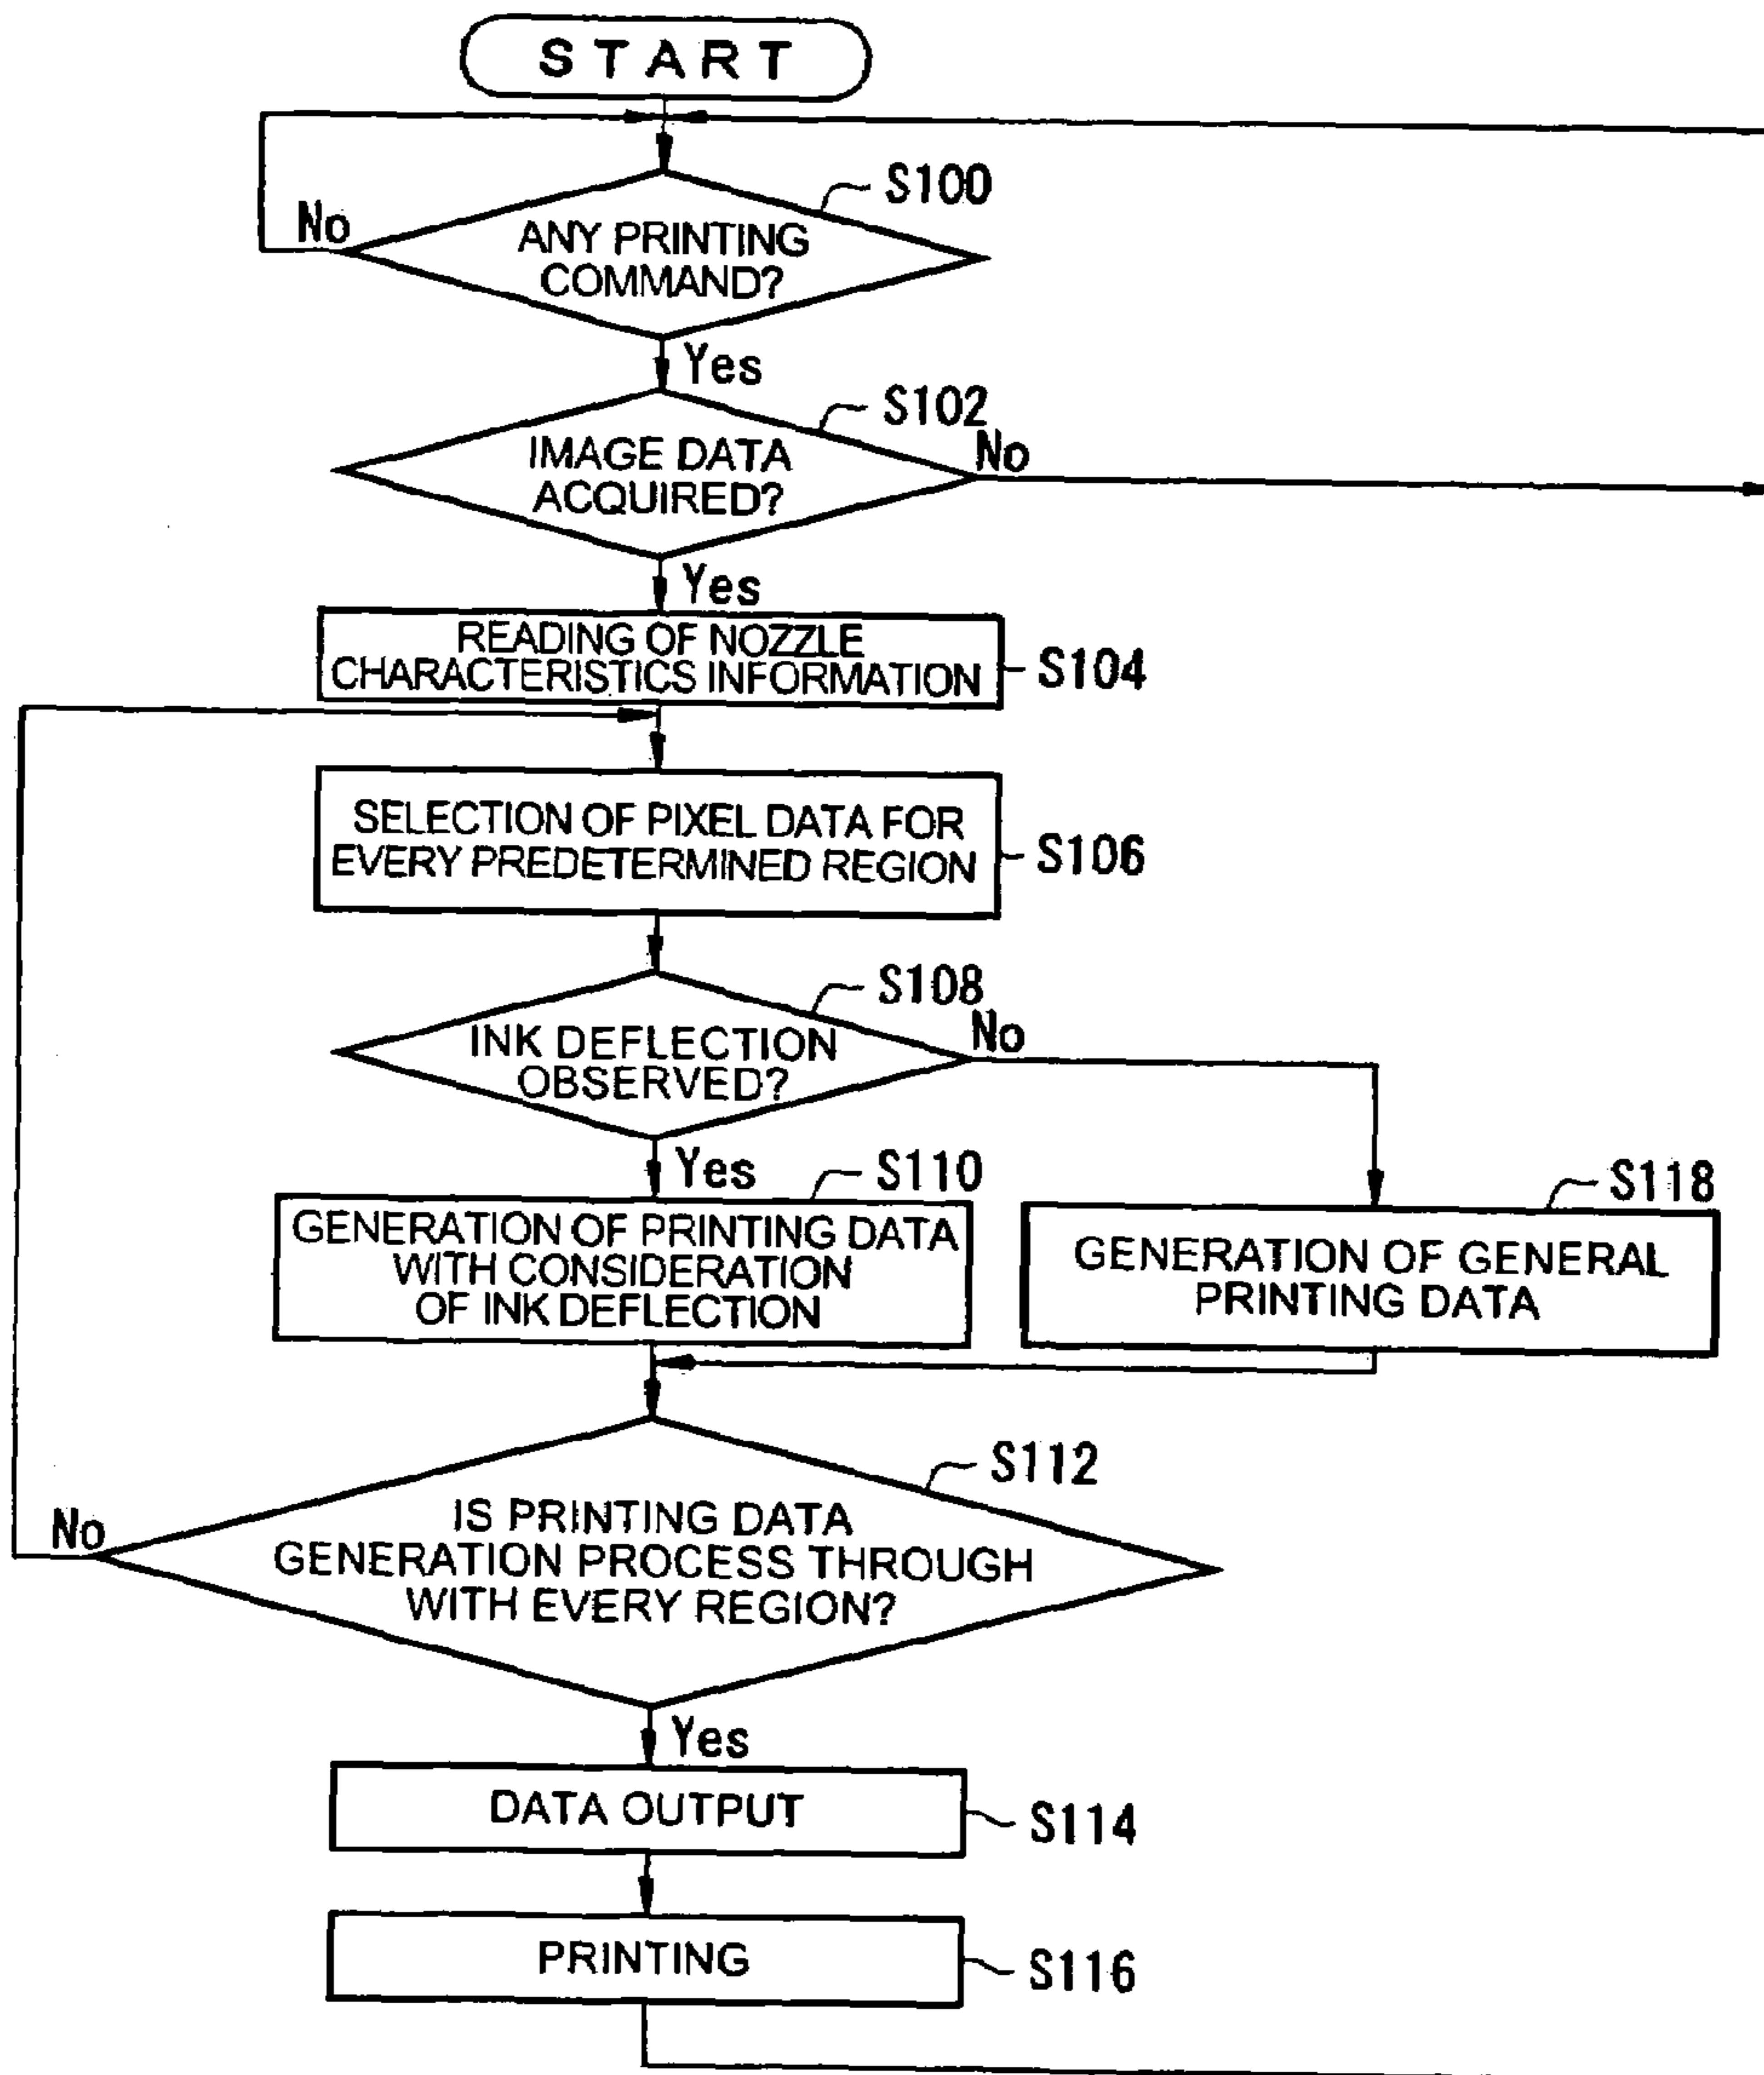 START
S100
No
ANY PRINTING
COMMAND?
Yes
S102
IMAGE DATA
ACQUIRED?
No
Yes
READING OF NOZZLE
CHARACTERISTICS INFORMATION
S104
SELECTION OF PIXEL DATA FOR
EVERY PREDETERMINED REGION
S106
S108
INK DEFLECTION
OBSERVED?
No
Yes
S110
GENERATION OF PRINTING DATA
WITH CONSIDERATION
OF INK DEFLECTION
S118
GENERATION OF GENERAL
PRINTING DATA
S112
No
IS PRINTING DATA
GENERATION PROCESS THROUGH
WITH EVERY REGION?
Yes
DATA OUTPUT
S114
PRINTING
S116